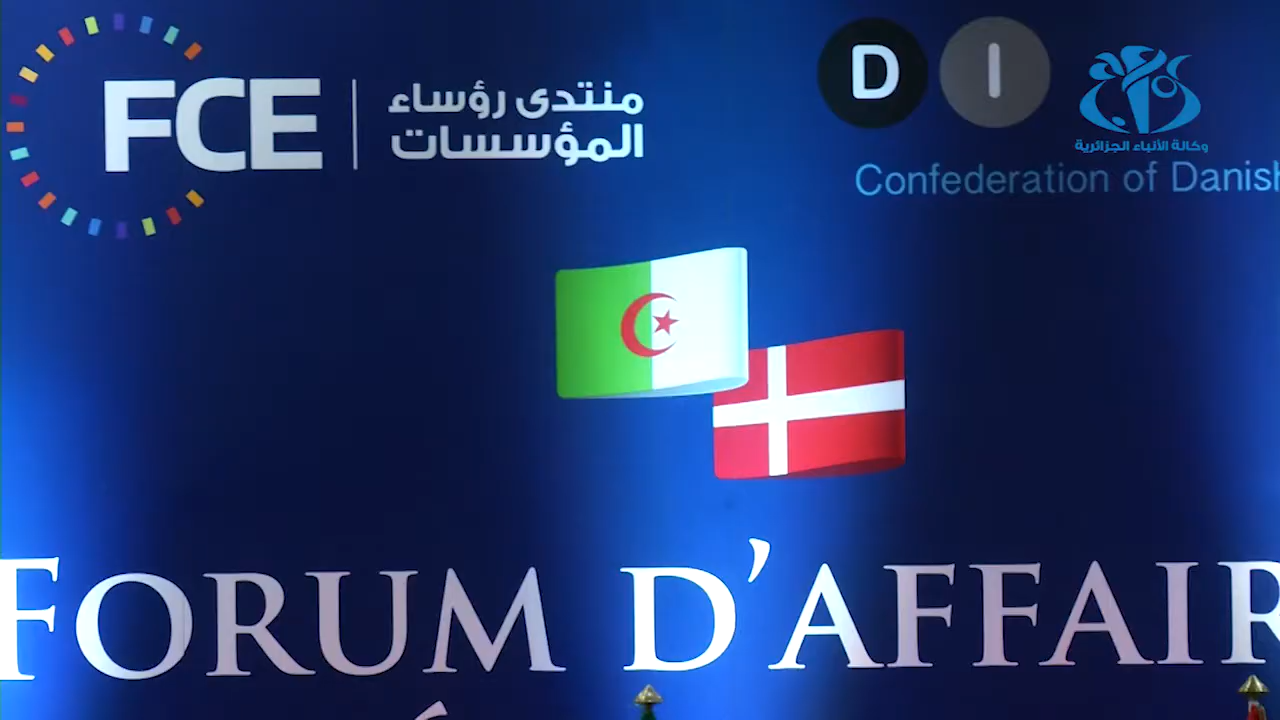 FCE
منتدى رؤساء
المؤسسات
D I
وكالة الأنباء الجزائرية
Confederation of Danish
FORUM D'AFFAIR